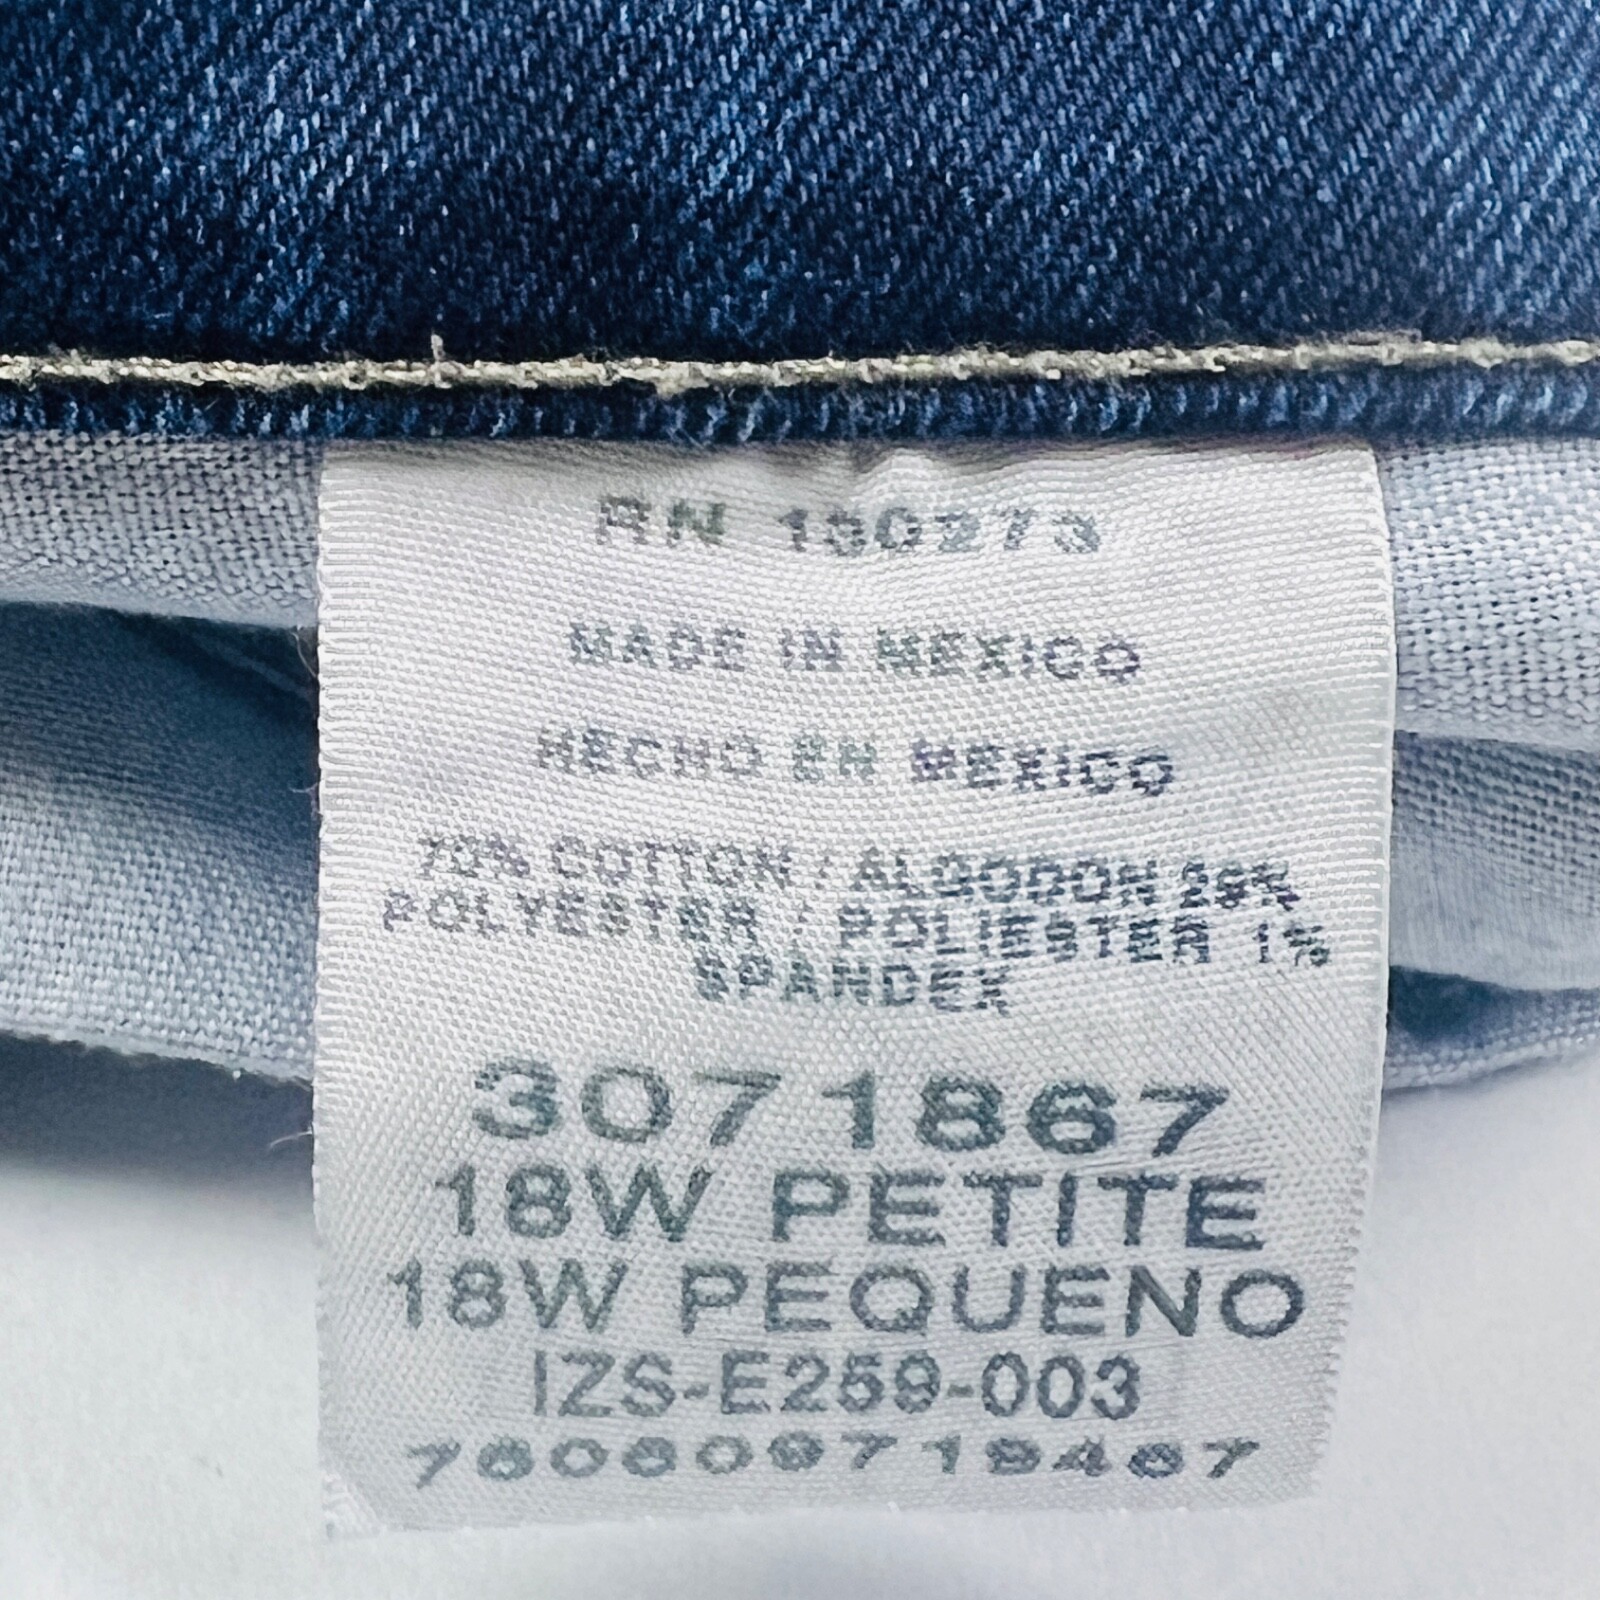 RN 130273
MADE IN MEXICO
HECHO EN MEXICO
70% COTTON / ALGODON 29%
POLYESTER / POLIESTER 1%
SPANDEX
3071867
18W PETITE
18W PEQUENO
IZS-E259-003